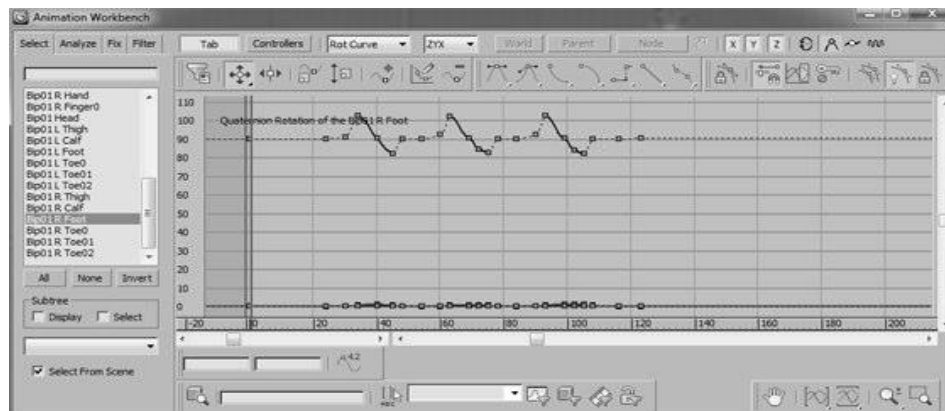 Animation Workbench
Select Analyze Fix Filter
Tab Controllers Rot Curve ZYX World Parent Node X Y Z
Bip01 R Hand
Bip01 R Finger0
Bip01 Head
Bip01 L Thigh
Bip01 L Calf
Bip01 L Foot
Bip01 L Toe0
Bip01 L Toe01
Bip01 L Toe02
Bip01 R Thigh
Bip01 R Calf
Bip01 R Foot
Bip01 R Toe0
Bip01 R Toe01
Bip01 R Toe02
All None Invert
Subtree
Display Select
Select From Scene
110
100
Quaternion Rotation of the Bip01 R Foot
90
80
70
60
50
40
30
20
10
0
-20 0 20 40 60 80 100 120 140 160 180 200
4,2